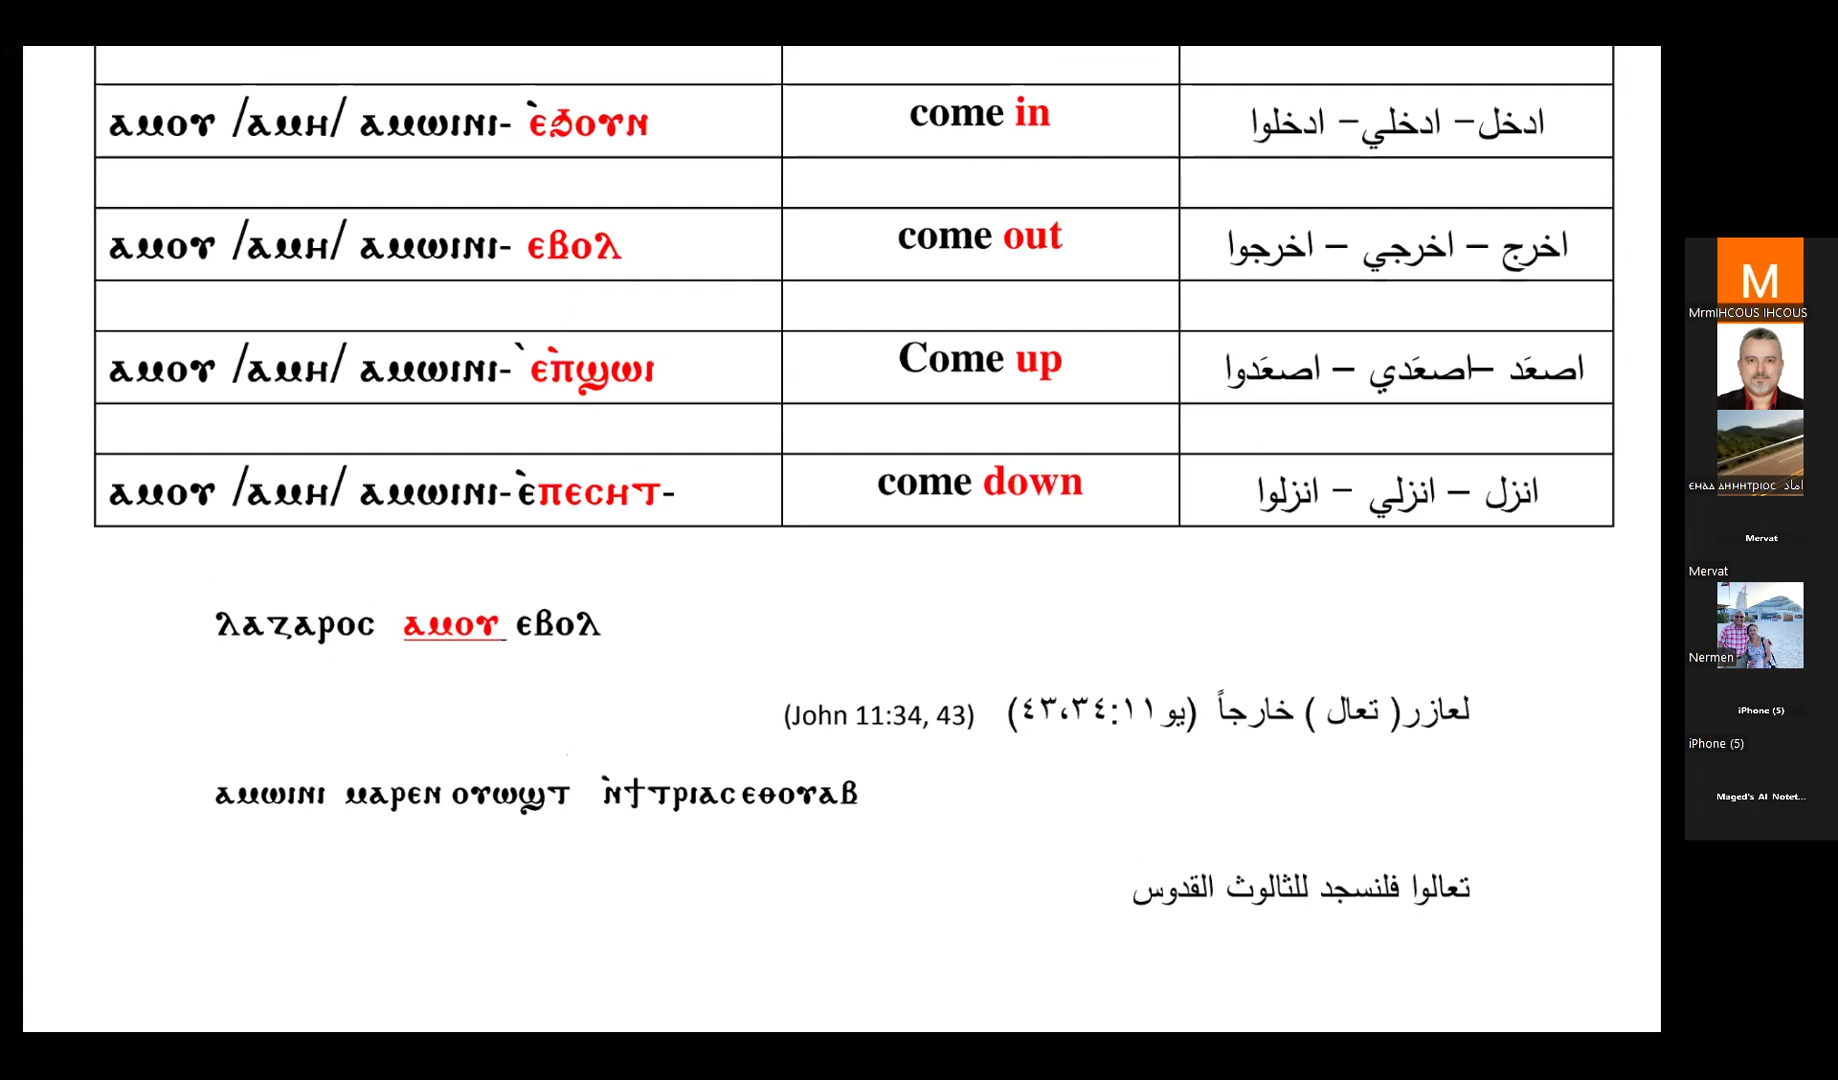 ⲁⲙⲟⲩ /ⲁⲙⲏ/ ⲁⲙⲱⲓⲛⲓ- ⲉ̀ϧⲟⲩⲛ come in ادخل – ادخلي – ادخلوا
ⲁⲙⲟⲩ /ⲁⲙⲏ/ ⲁⲙⲱⲓⲛⲓ- ⲉⲃⲟⲗ come out اخرج – اخرجي – اخرجوا
ⲁⲙⲟⲩ /ⲁⲙⲏ/ ⲁⲙⲱⲓⲛⲓ- ̀ⲉⲡ̀ϣⲱⲓ Come up اصعَد –اصعَدي – اصعَدوا
ⲁⲙⲟⲩ /ⲁⲙⲏ/ ⲁⲙⲱⲓⲛⲓ-ⲉ̀ⲡⲉⲥⲏⲧ- come down انزل – انزلي – انزلوا
ⲗⲁⲍⲁⲣⲟⲥ ⲁⲙⲟⲩ ⲉⲃⲟⲗ
لعازر( تعال ) خارجاً (يو ١١:٣٤،٤٣) (John 11:34, 43)
ⲁⲙⲱⲓⲛⲓ ⲙⲁⲣⲉⲛ ⲟⲩⲱϣⲧ ⲛ̀ϯⲧⲣⲓⲁⲥ ⲉⲑⲟⲩⲁⲃ
تعالوا فلنسجد للثالوث القدوس
M
MrmIHCOUS IHCOUS
Mervat
Mervat
Nermen
iPhone (5)
iPhone (5)
Maged's AI Notet...